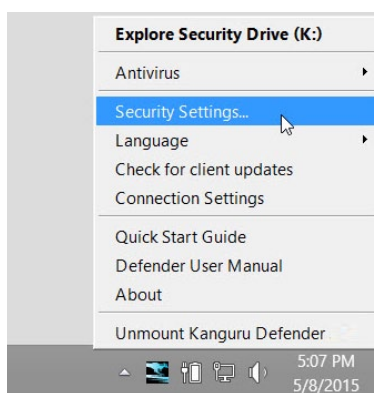 Explore Security Drive (K:)
Antivirus
Security Settings...
Language
Check for client updates
Connection Settings
Quick Start Guide
Defender User Manual
About
Unmount Kanguru Defender
5:07 PM
5/8/2015